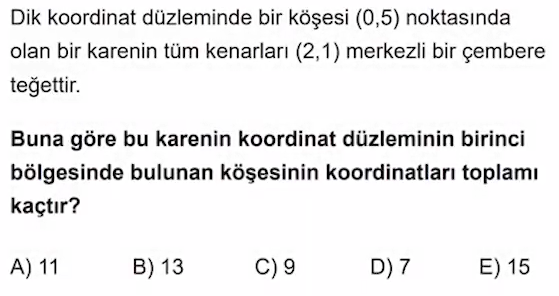 Dik koordinat düzleminde bir köşesi (0,5) noktasında
olan bir karenin tüm kenarları (2,1) merkezli bir çembere
teğettir.
Buna göre bu karenin koordinat düzleminin birinci
bölgesinde bulunan köşesinin koordinatları toplamı
kaçtır?
A) 11 B) 13 C) 9 D) 7 E) 15